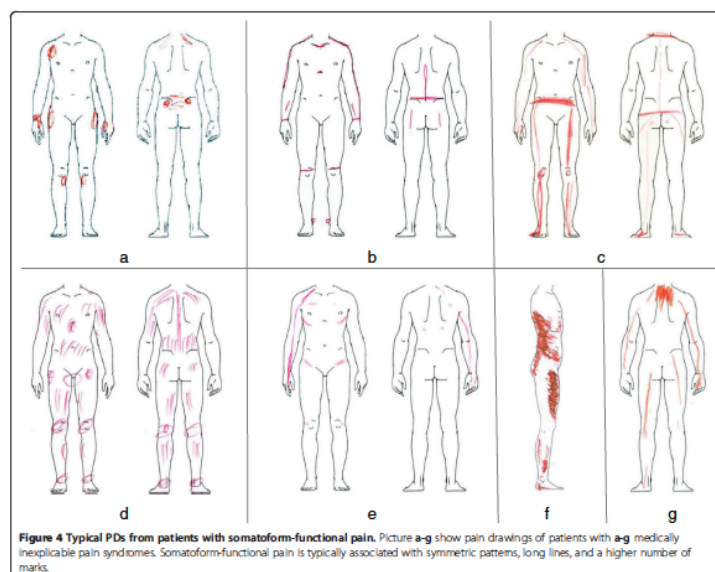 a
b
c
d
e
f
g
Figure 4 Typical PDs from patients with somatoform-functional pain. Picture a-g show pain drawings of patients with a-g medically
inexplicable pain syndromes. Somatoform-functional pain is typically associated with symmetric patterns, long lines, and a higher number of
marks.